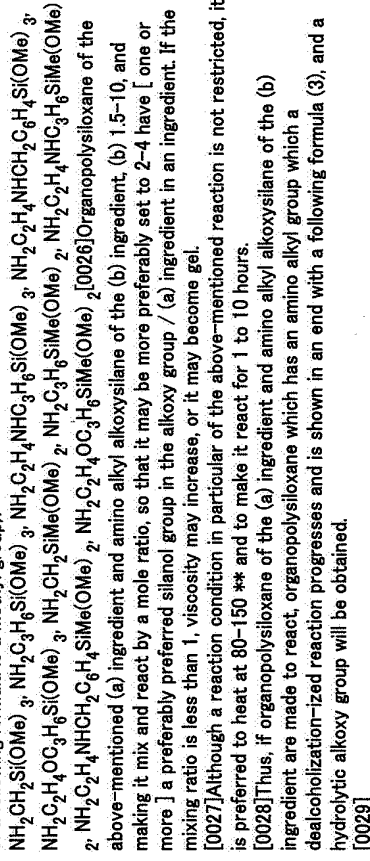 NH2CH2Si(OMe) 3, NH2C3H6Si(OMe) 3, NH2C2H4NHC3H6Si(OMe) 3, NH2C2H4NHCH2C6H4Si(OMe) 3,
NH2C2H4OC3H6Si(OMe) 3, NH2CH2SiMe(OMe) 2, NH2C3H6SiMe(OMe) 2, NH2C2H4NHC3H6SiMe(OMe)
2, NH2C2H4NHCH2C6H4SiMe(OMe) 2, NH2C2H4OC3H6SiMe(OMe) 2[0026]Organopolysiloxane of the
above-mentioned (a) ingredient and amino alkyl alkoxysilane of the (b) ingredient, (b) 1.5-10, and
making it mix and react by a mole ratio, so that it may be more preferably set to 2-4 have [ one or
more ] a preferably preferred silanol group in the alkoxy group / (a) ingredient in an ingredient. If the
mixing ratio is less than 1, viscosity may increase, or it may become gel.
[0027]Although a reaction condition in particular of the above-mentioned reaction is not restricted, it
is preferred to heat at 80-150 ** and to make it react for 1 to 10 hours.
[0028]Thus, if organopolysiloxane of the (a) ingredient and amino alkyl alkoxysilane of the (b)
ingredient are made to react, organopolysiloxane which has an amino alkyl group which a
dealcoholization-ized reaction progresses and is shown in an end with a following formula (3), and a
hydrolytic alkoxy group will be obtained.
[0029]